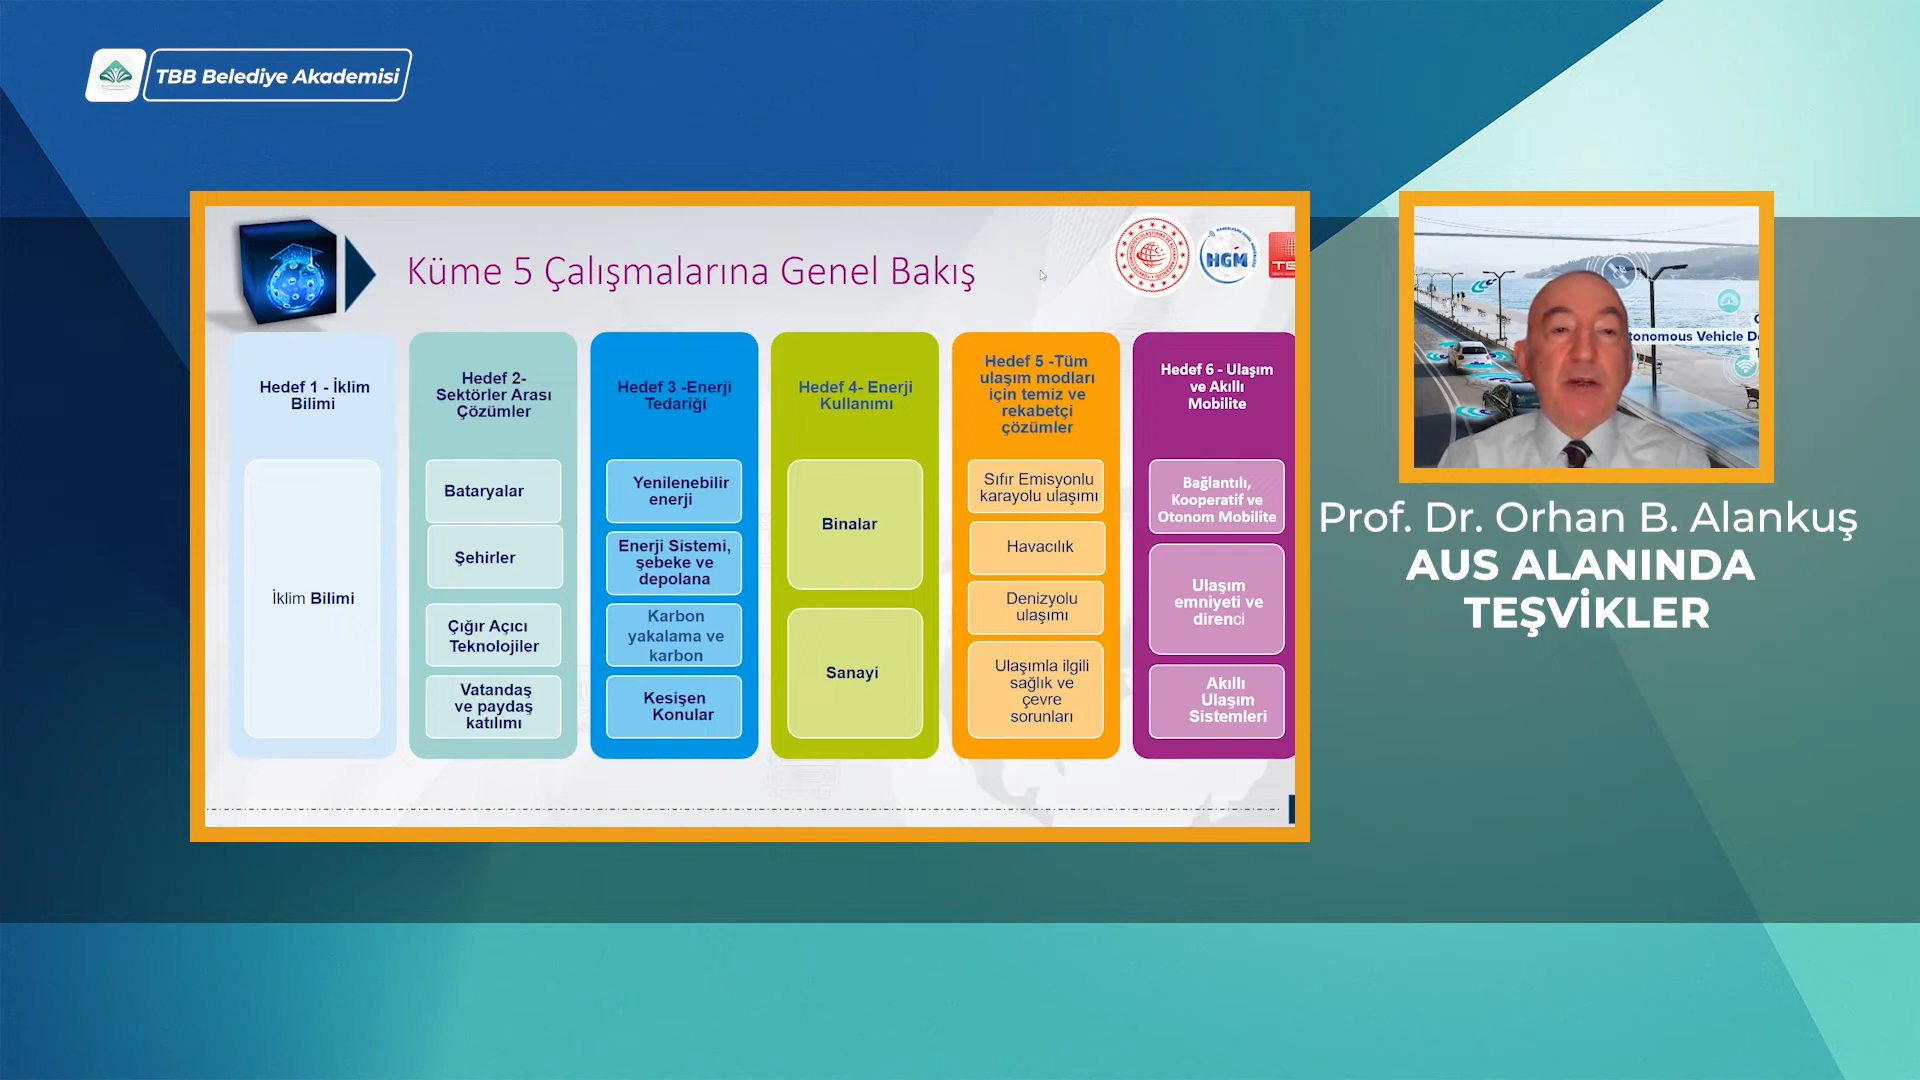 TBB Belediye Akademisi
Küme 5 Çalışmalarına Genel Bakış
HGM
Hedef 1 - İklim
Bilimi
İklim Bilimi
Hedef 2-
Sektörler Arası
Çözümler
Bataryalar
Şehirler
Çığır Açıcı
Teknolojiler
Vatandaş
ve paydaş
katılımı
Hedef 3 -Enerji
Tedariği
Yenilenebilir
enerji
Enerji Sistemi,
şebeke ve
depolana
Karbon
yakalama ve
karbon
Kesişen
Konular
Hedef 4- Enerji
Kullanımı
Binalar
Sanayi
Hedef 5 -Tüm
ulaşım modları
için temiz ve
rekabetçi
çözümler
Sıfır Emisyonlu
karayolu ulaşımı
Havacılık
Denizyolu
ulaşımı
Ulaşımla ilgili
sağlık ve
çevre
sorunları
Hedef 6 - Ulaşım
ve Akıllı
Mobilite
Bağlantılı,
Kooperatif ve
Otonom Mobilite
Ulaşım
emniyeti ve
direnci
Akıllı
Ulaşım
Sistemleri
tonomous Vehicle D
Prof. Dr. Orhan B. Alankuş
AUS ALANINDA
TEŞVİKLER